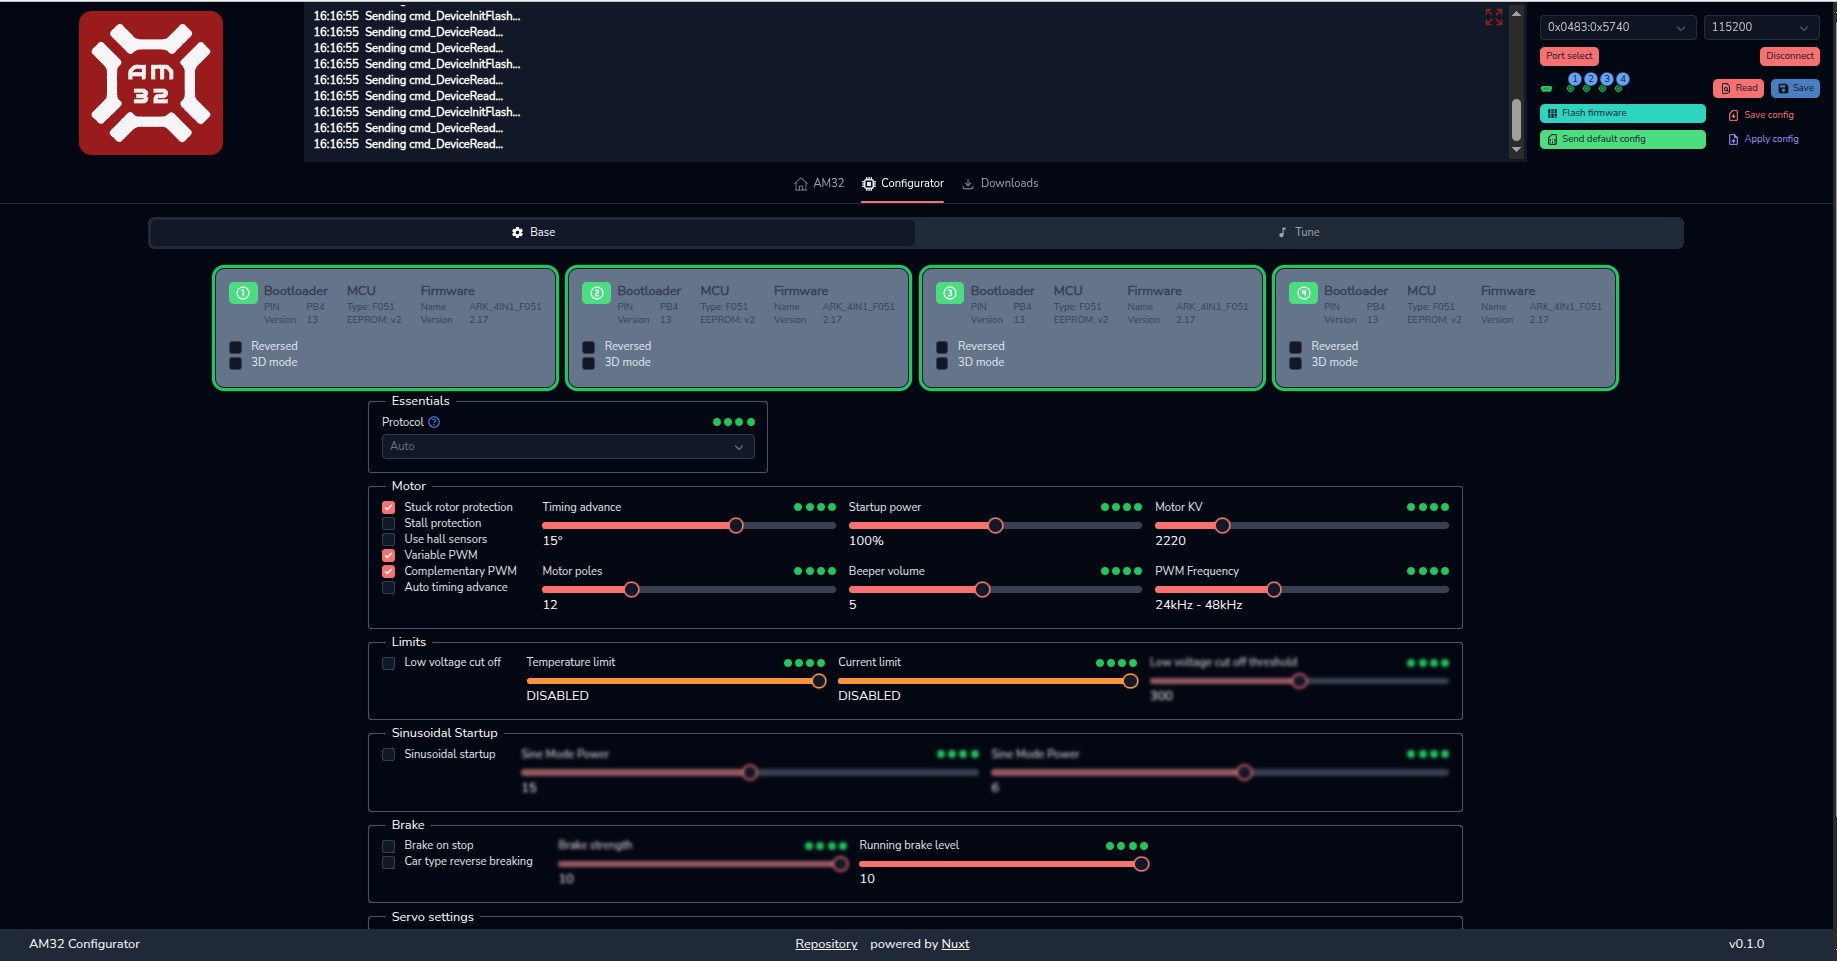 16:16:55 Sending cmd_DeviceInitFlash...
16:16:55 Sending cmd_DeviceRead...
16:16:55 Sending cmd_DeviceRead...
16:16:55 Sending cmd_DeviceInitFlash...
16:16:55 Sending cmd_DeviceRead...
16:16:55 Sending cmd_DeviceRead...
16:16:55 Sending cmd_DeviceInitFlash...
16:16:55 Sending cmd_DeviceRead...
16:16:55 Sending cmd_DeviceRead...
AM
32
0x0483:0x5740 115200
Port select Disconnect
1 2 3 4
Read Save
Flash firmware Save config
Send default config Apply config
AM32 Configurator Downloads
Base Tune
1 Bootloader MCU Firmware
PIN PB4 Type: F051 Name ARK_4IN1_F051
Version 13 EEPROM: v2 Version 2.17
Reversed
3D mode
2 Bootloader MCU Firmware
PIN PB4 Type: F051 Name ARK_4IN1_F051
Version 13 EEPROM: v2 Version 2.17
Reversed
3D mode
3 Bootloader MCU Firmware
PIN PB4 Type: F051 Name ARK_4IN1_F051
Version 13 EEPROM: v2 Version 2.17
Reversed
3D mode
4 Bootloader MCU Firmware
PIN PB4 Type: F051 Name ARK_4IN1_F051
Version 13 EEPROM: v2 Version 2.17
Reversed
3D mode
Essentials
Protocol ?
Auto
Motor
Stuck rotor protection
Stall protection
Use hall sensors
Variable PWM
Complementary PWM
Auto timing advance
Timing advance
15°
Startup power
100%
Motor KV
2220
Motor poles
12
Beeper volume
5
PWM Frequency
24kHz - 48kHz
Limits
Low voltage cut off
Temperature limit
DISABLED
Current limit
DISABLED
Low voltage cut off threshold
300
Sinusoidal Startup
Sinusoidal startup
Sine Mode Power
15
Sine Mode Power
6
Brake
Brake on stop
Car type reverse breaking
Brake strength
10
Running brake level
10
Servo settings
AM32 Configurator Repository powered by Nuxt v0.1.0